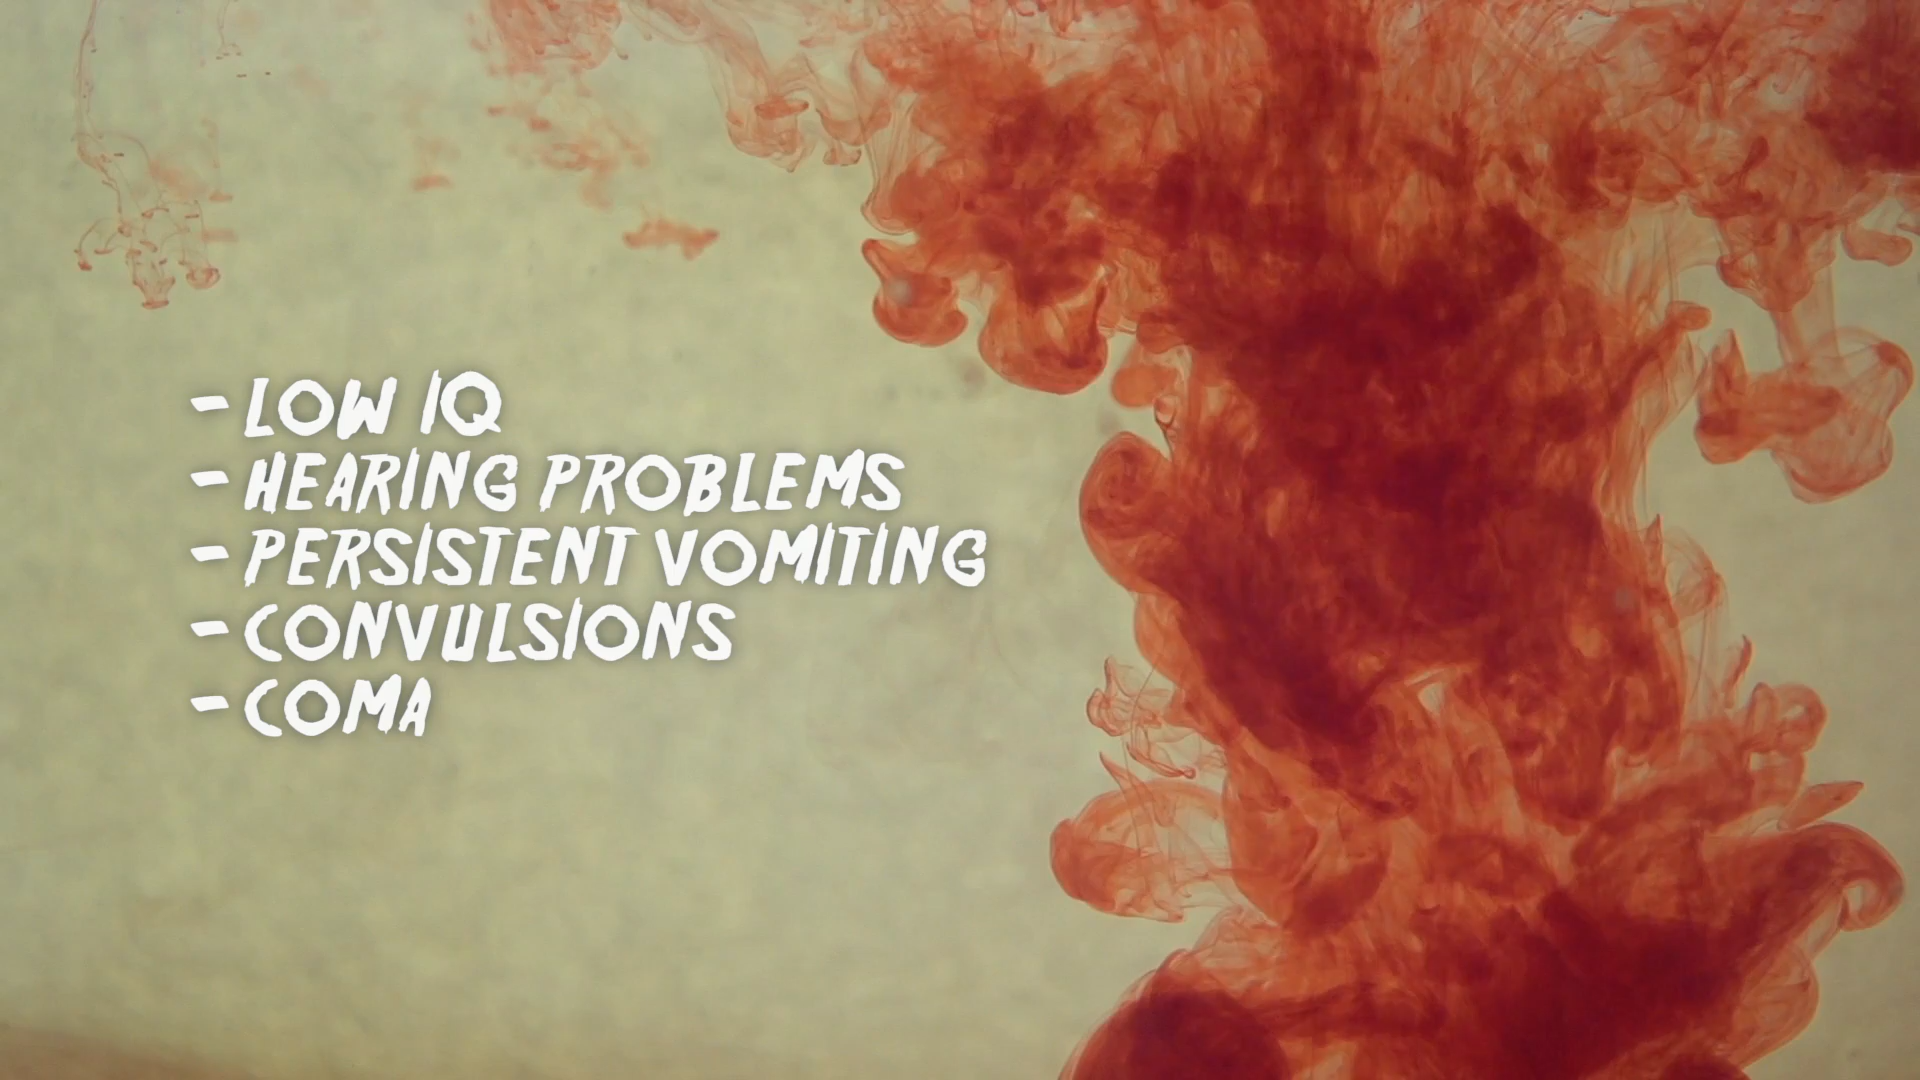 - LOW IQ
- HEARING PROBLEMS
- PERSISTENT VOMITING
- CONVULSIONS
- COMA